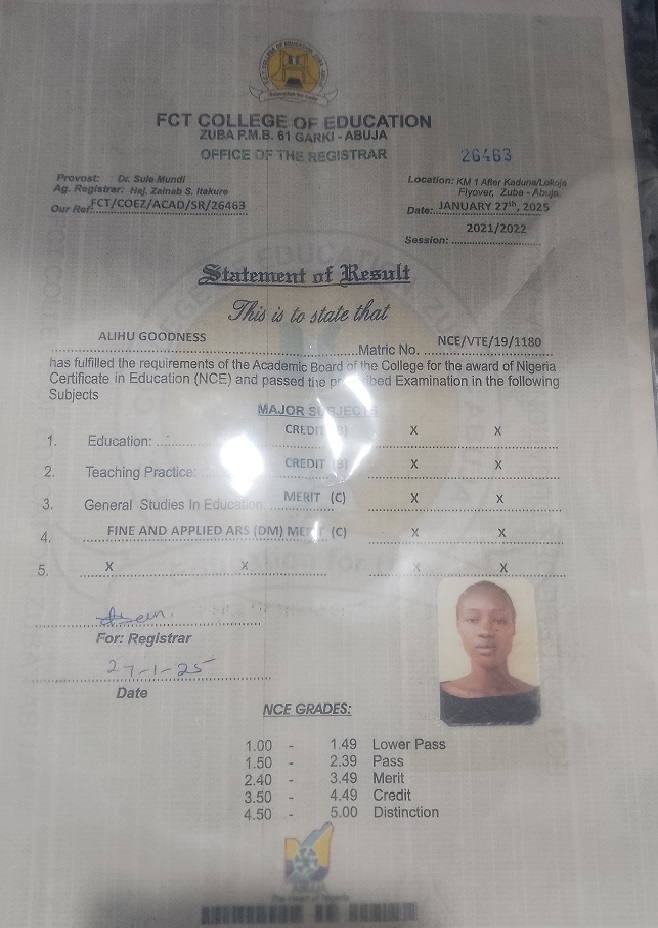 FCT COLLEGE OF EDUCATION
ZUBA P.M.B. 61 GARKI - ABUJA
OFFICE OF THE REGISTRAR
26463
Provost: Dr. Sule Mundi
Ag. Registrar: Haj. Zainab S. Itakure
Our Ref: FCT/COEZ/ACAD/SR/26463
Location: KM 1 After Kaduna/Lokoja
Flyover, Zuba - Abuja.
Date: JANUARY 27th, 2025
2021/2022
Session:
Statement of Result
This is to state that
ALIHU GOODNESS Matric No. NCE/VTE/19/1180
has fulfilled the requirements of the Academic Board of the College for the award of Nigeria
Certificate in Education (NCE) and passed the Examination in the following
Subjects
MAJOR SUBJECTS
1. Education: CREDIT (B) X X
2. Teaching Practice: CREDIT (B) X X
3. General Studies In Education MERIT (C) X X
4. FINE AND APPLIED ARS (DM) (C) X X
5. X X X X
For: Registrar
27-1-25
Date
NCE GRADES:
1.00 - 1.49 Lower Pass
1.50 - 2.39 Pass
2.40 - 3.49 Merit
3.50 - 4.49 Credit
4.50 - 5.00 Distinction
ABUJA